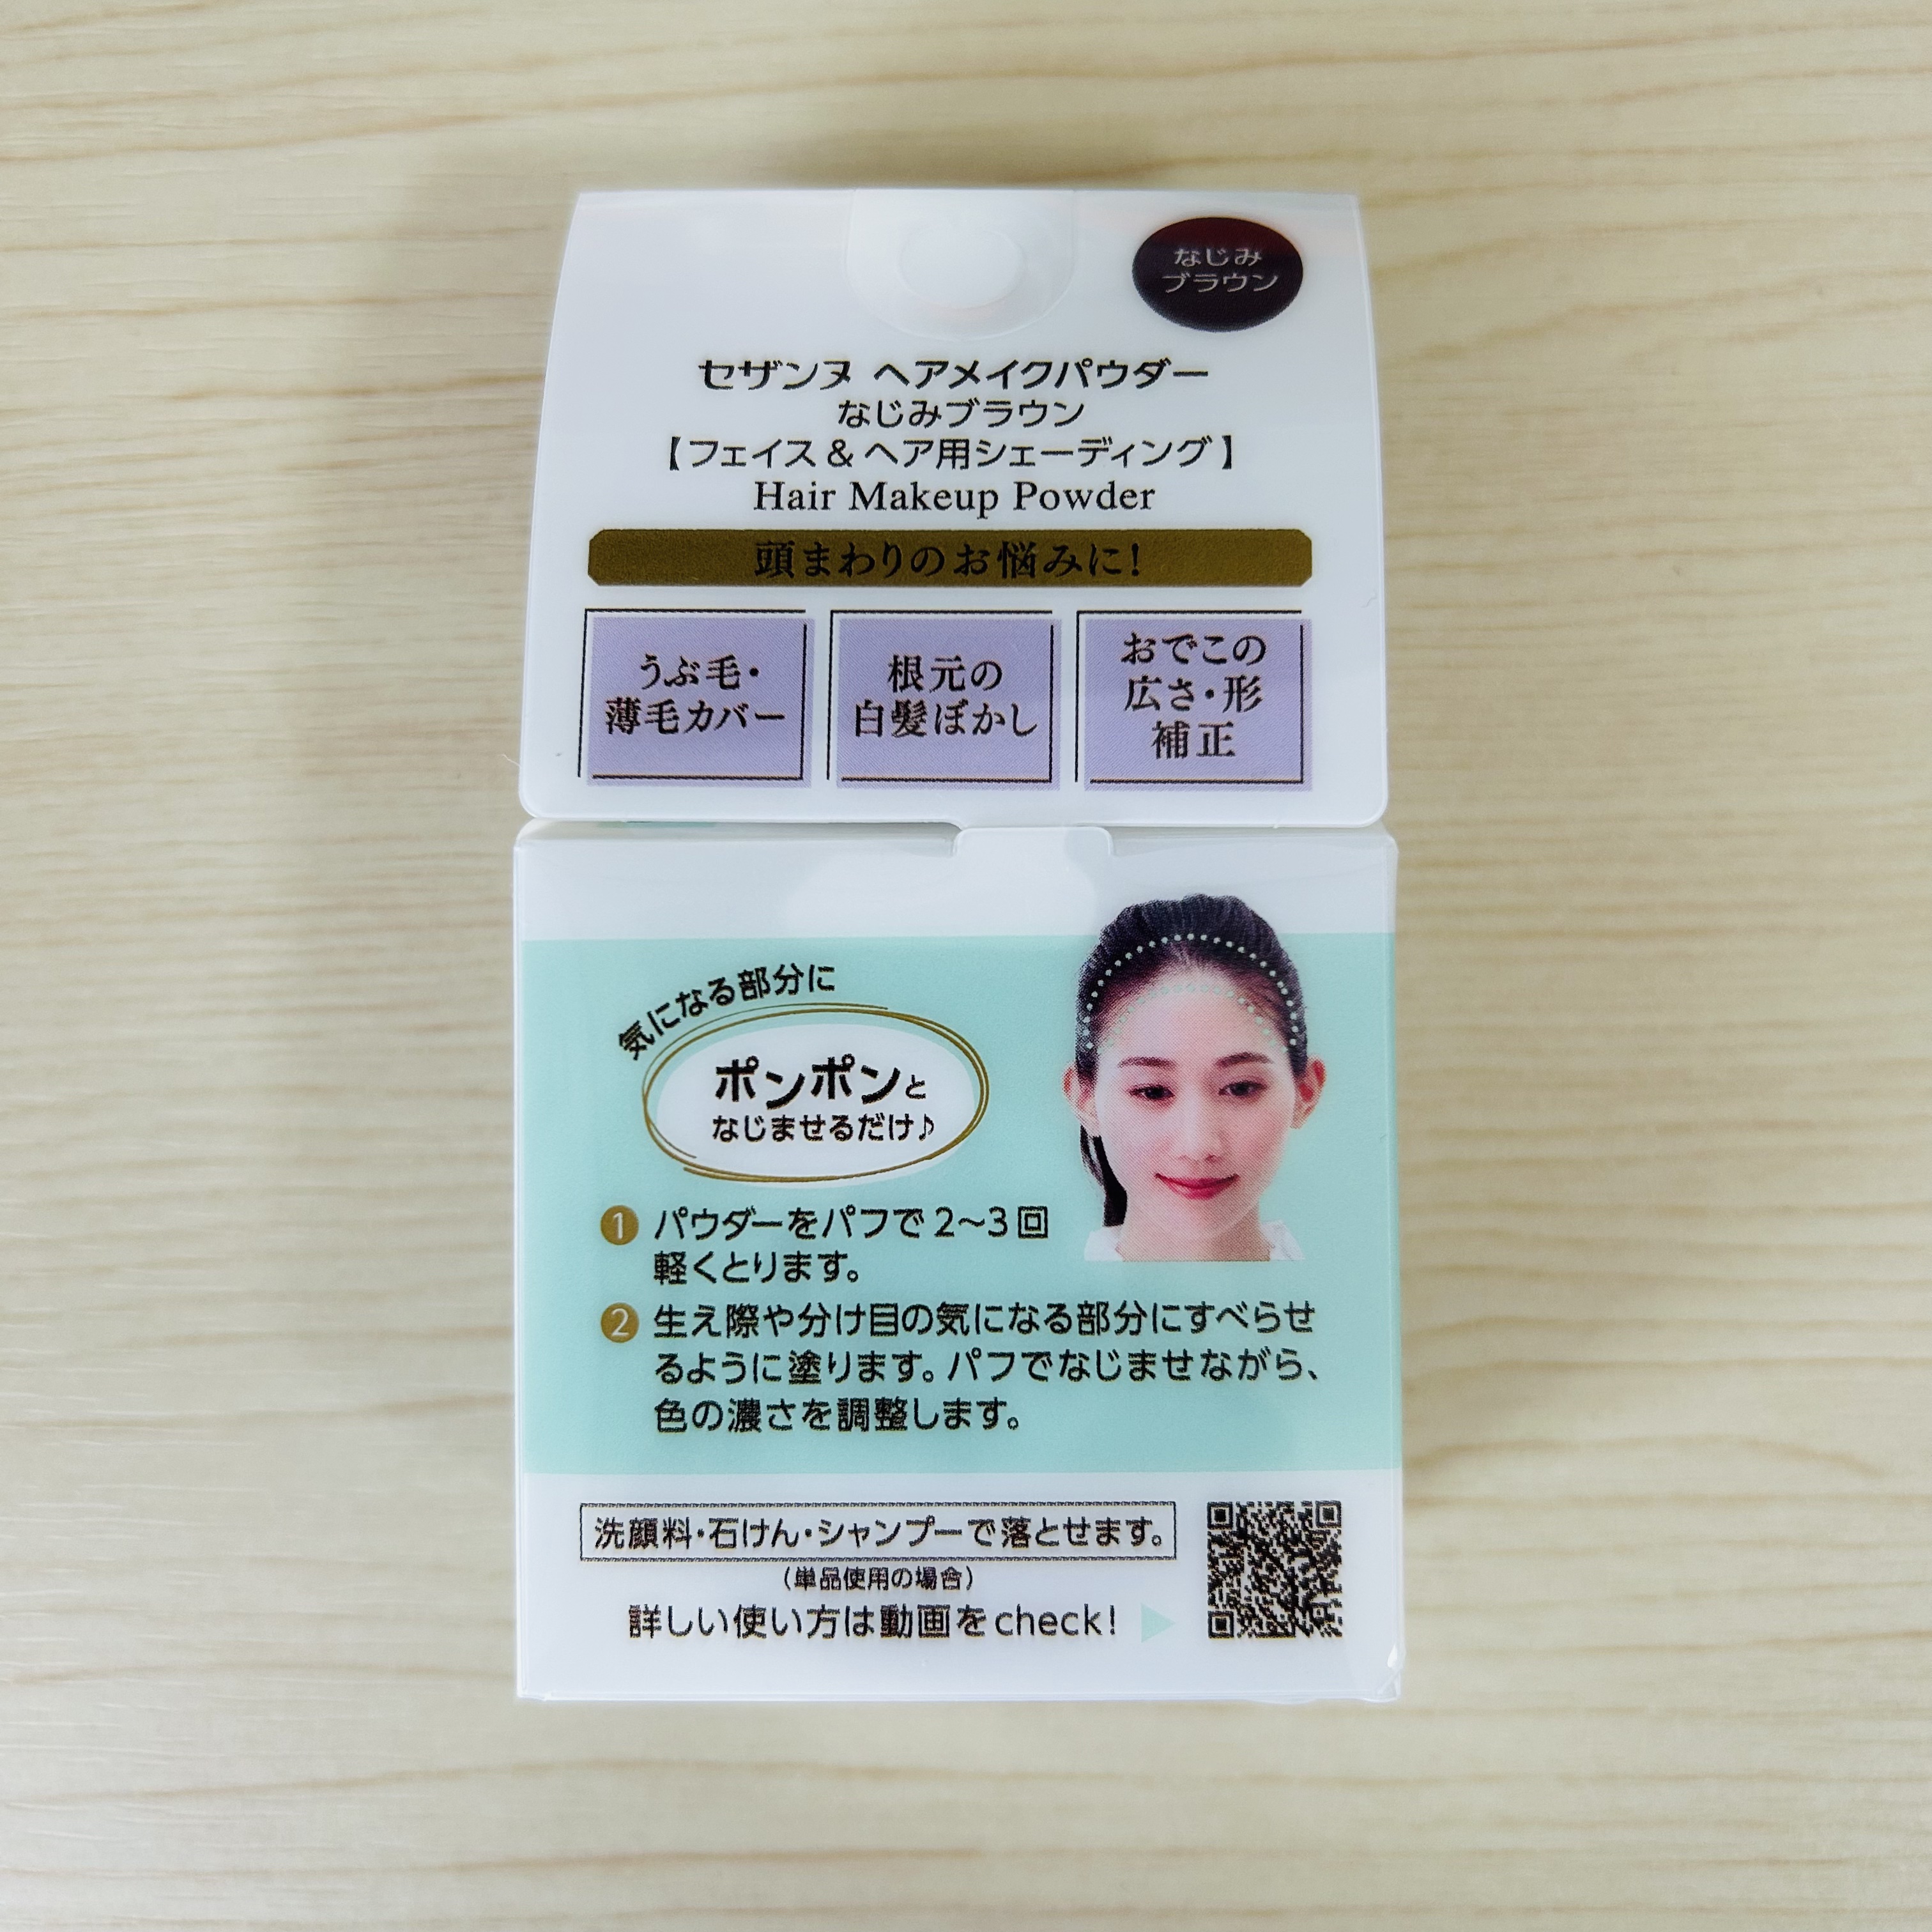 なじみ
ブラウン
セザンヌ ヘアメイクパウダー
なじみブラウン
【フェイス & ヘア用シェーディング】
Hair Makeup Powder
頭まわりのお悩みに!
うぶ毛・
薄毛カバー
根元の
白髪ぼかし
おでこの
広さ・形
補正
気になる部分に
ポンポンと
なじませるだけ♪
1 パウダーをパフで2~3回
軽くとります。
2 生え際や分け目の気になる部分にすべらせ
るように塗ります。パフでなじませながら、
色の濃さを調整します。
洗顔料・石けん・シャンプーで落とせます。
(単品使用の場合)
詳しい使い方は動画をcheck!